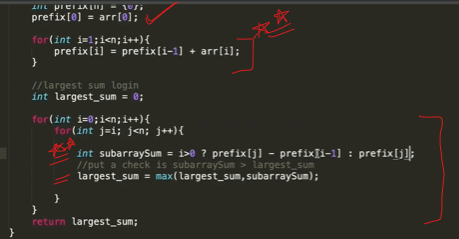 int prefix[n] = {0};
prefix[0] = arr[0];
for(int i=1;i<n;i++){
prefix[i] = prefix[i-1] + arr[i];
}
//largest sum login
int largest_sum = 0;
for(int i=0;i<n;i++){
for(int j=i; j<n; j++){
int subarraySum = i>0 ? prefix[j] - prefix[i-1] : prefix[j];
//put a check is subarraySum > largest_sum
largest_sum = max(largest_sum,subarraySum);
}
}
return largest_sum;
}